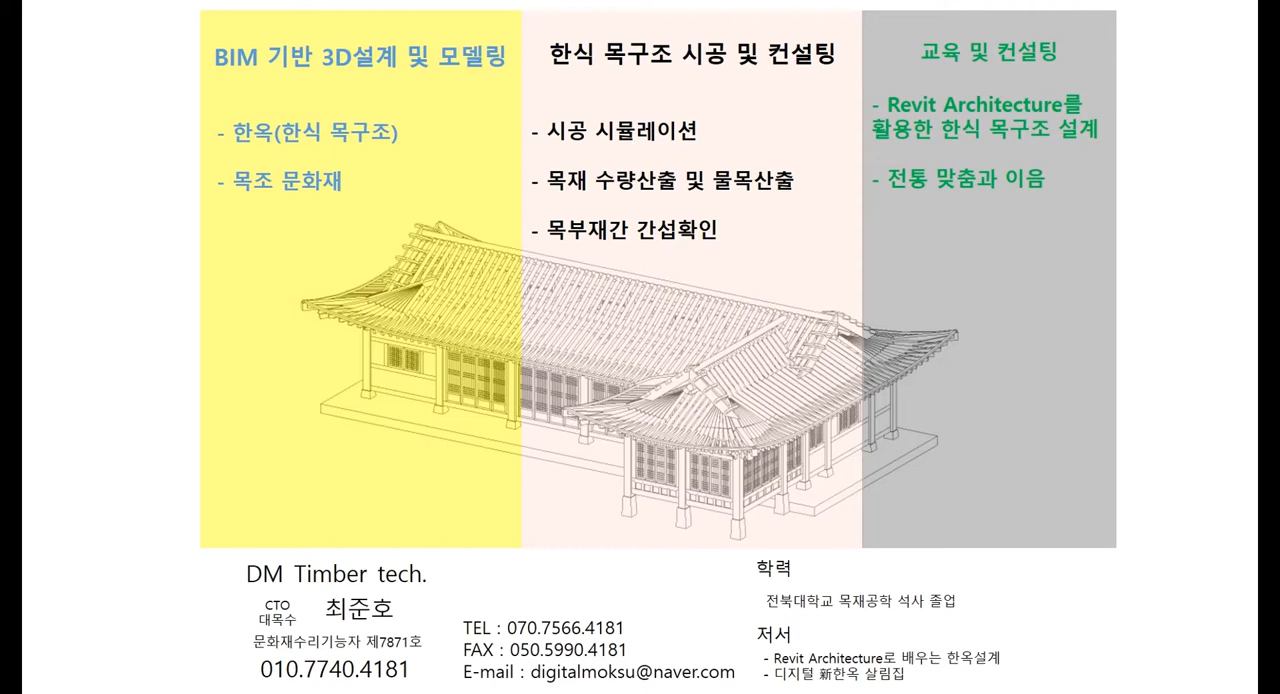 BIM 기반 3D설계 및 모델링
- 한옥(한식 목구조)
- 목조 문화재
한식 목구조 시공 및 컨설팅
- 시공 시뮬레이션
- 목재 수량산출 및 물목산출
- 목부재간 간섭확인
교육 및 컨설팅
- Revit Architecture를
활용한 한식 목구조 설계
- 전통 맞춤과 이음
DM Timber tech.
CTO
대목수
최준호
문화재수리기능자 제7871호
010.7740.4181
TEL : 070.7566.4181
FAX : 050.5990.4181
E-mail : digitalmoksu@naver.com
학력
전북대학교 목재공학 석사 졸업
저서
- Revit Architecture로 배우는 한옥설계
- 디지털 新한옥 살림집